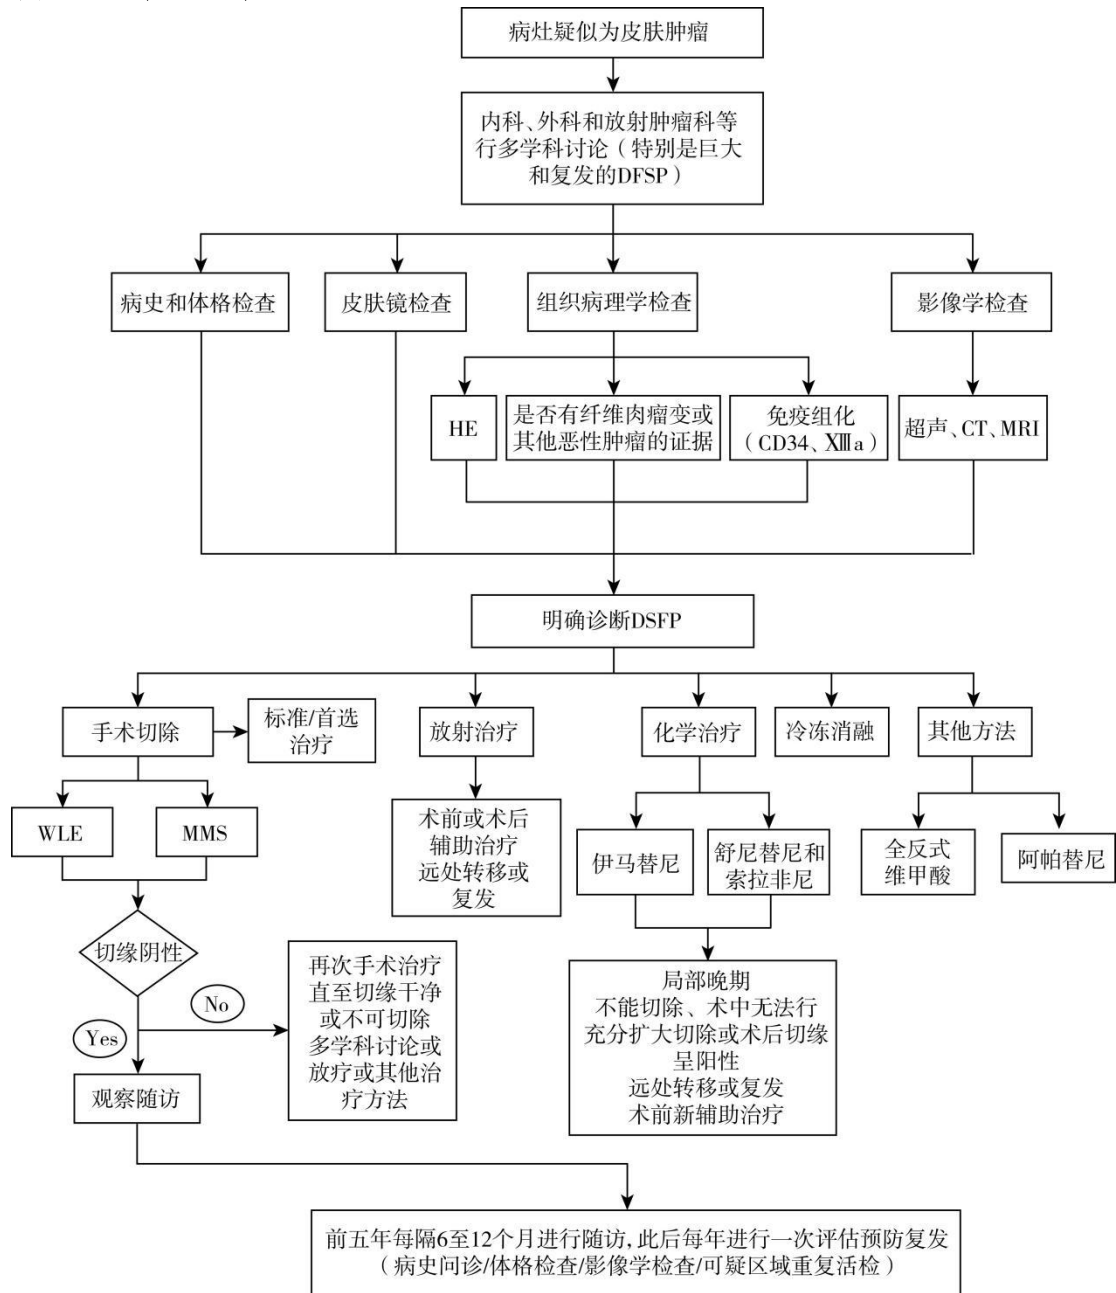 病灶疑似为皮肤肿瘤
内科、外科和放射肿瘤科等
行多学科讨论（特别是巨大
和复发的DFSP）
病史和体格检查
皮肤镜检查
组织病理学检查
影像学检查
HE
是否有纤维肉瘤变或
其他恶性肿瘤的证据
免疫组化
（CD34、Ⅻa）
超声、CT、MRI
明确诊断DSFP
手术切除
标准/首选
治疗
放射治疗
化学治疗
冷冻消融
其他方法
WLE
MMS
术前或术后
辅助治疗
远处转移或
复发
伊马替尼
舒尼替尼和
索拉非尼
全反式
维甲酸
阿帕替尼
切缘阴性
No
Yes
再次手术治疗
直至切缘干净
或不可切除
多学科讨论或
放疗或其他治
疗方法
局部晚期
不能切除、术中无法行
充分扩大切除或术后切缘
呈阳性
远处转移或复发
术前新辅助治疗
观察随访
前五年每隔6至12个月进行随访,此后每年进行一次评估预防复发
（病史问诊/体格检查/影像学检查/可疑区域重复活检）